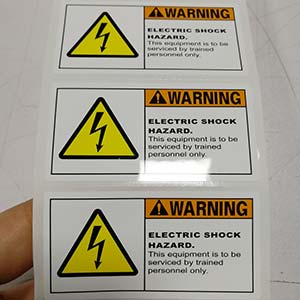 WARNING
ELECTRIC SHOCK
HAZARD.
This equipment is to be
serviced by trained
personnel only.
WARNING
ELECTRIC SHOCK
HAZARD.
This equipment is to be
serviced by trained
personnel only.
WARNING
ELECTRIC SHOCK
HAZARD.
This equipment is to be
serviced by trained
personnel only.